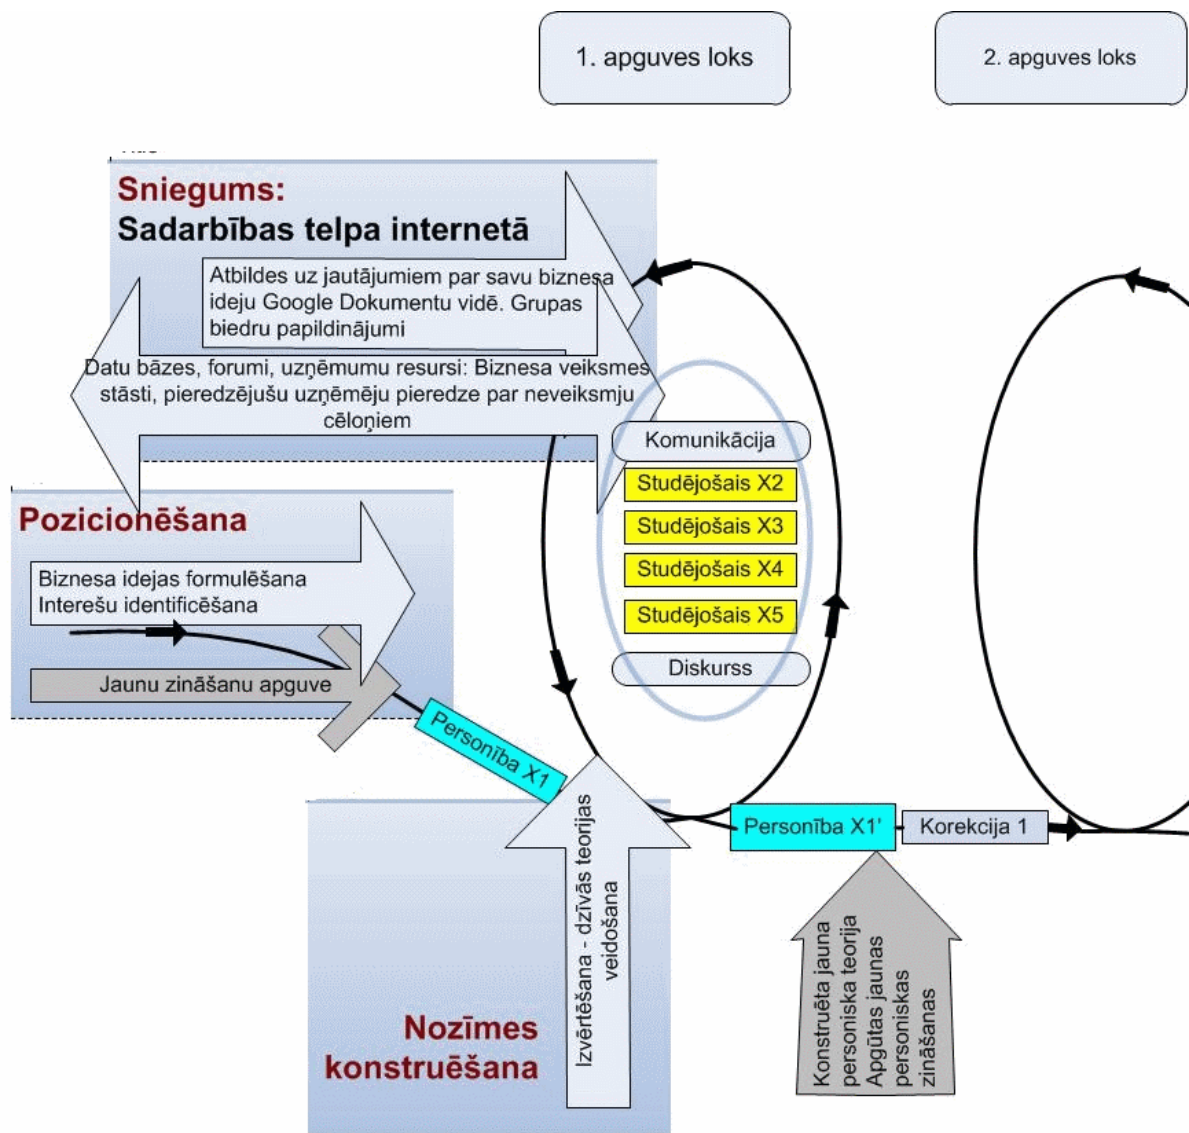 1. apguves loks
2. apguves loks
Sniegums:
Sadarbības telpa internetā
Atbildes uz jautājumiem par savu biznesa
ideju Google Dokumentu vidē. Grupas
biedru papildinājumi
Datu bāzes, forumi, uzņēmumu resursi: Biznesa veiksmes
stāsti, pieredzējušu uzņēmēju pieredze par neveiksmju
cēloņiem
Komunikācija
Studējošais X2
Studējošais X3
Studējošais X4
Studējošais X5
Diskurss
Pozicionēšana
Biznesa idejas formulēšana
Interešu identificēšana
Jaunu zināšanu apguve
Personība X1
Personība X1’
Korekcija 1
Izvērtēšana - dzīvās teorijas
veidošana
Nozīmes
konstruēšana
Konstruēta jauna
personiska teorija
Apgūtas jaunas
personiskas
zināšanas